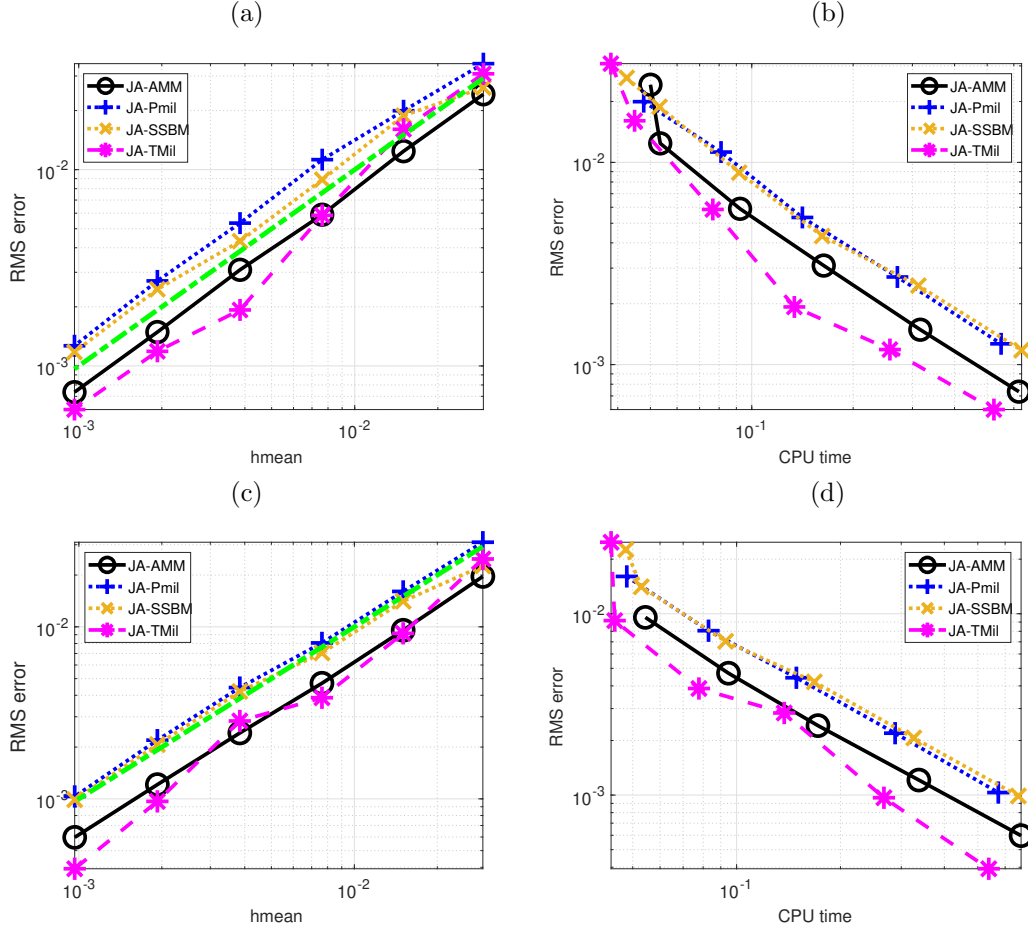 (a)
JA-AMM
JA-Pmil
JA-SSBM
JA-TMil
10-2
10-3
RMS error
10-3
10-2
hmean
(b)
JA-AMM
JA-Pmil
JA-SSBM
JA-TMil
10-2
10-3
RMS error
10-1
CPU time
(c)
JA-AMM
JA-Pmil
JA-SSBM
JA-TMil
10-2
10-3
RMS error
10-3
10-2
hmean
(d)
JA-AMM
JA-Pmil
JA-SSBM
JA-TMil
10-2
10-3
RMS error
10-1
CPU time